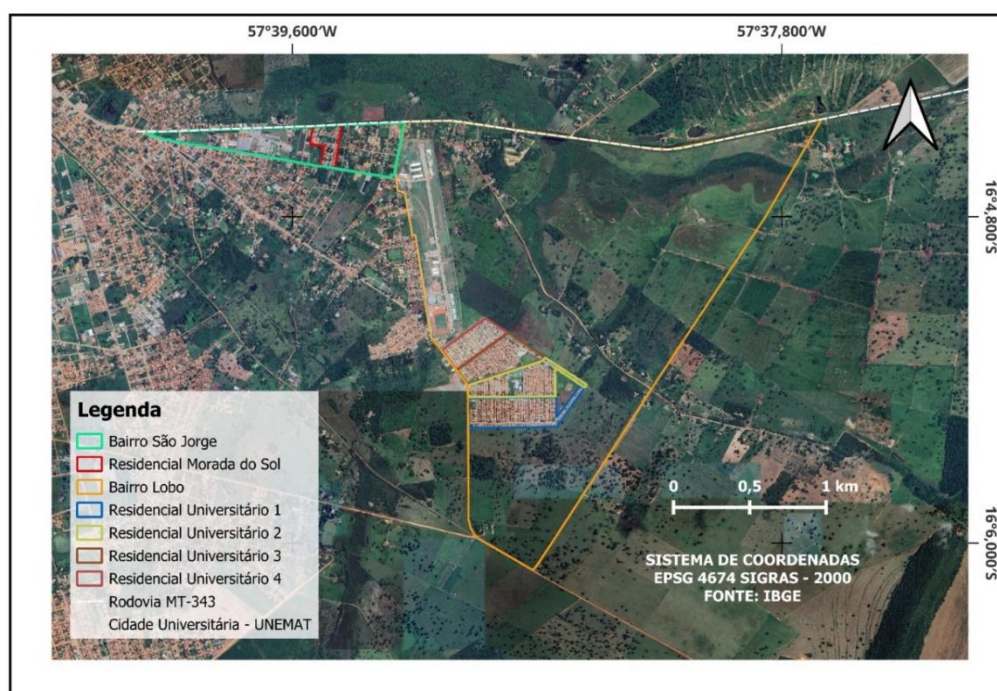 57°39,600′W
57°37,800′W
16°4,800′S
16°6,000′S
Legenda
Bairro São Jorge
Residencial Morada do Sol
Bairro Lobo
Residencial Universitário 1
Residencial Universitário 2
Residencial Universitário 3
Residencial Universitário 4
Rodovia MT-343
Cidade Universitária - UNEMAT
0 0,5 1 km
SISTEMA DE COORDENADAS
EPSG 4674 SIGRAS - 2000
FONTE: IBGE